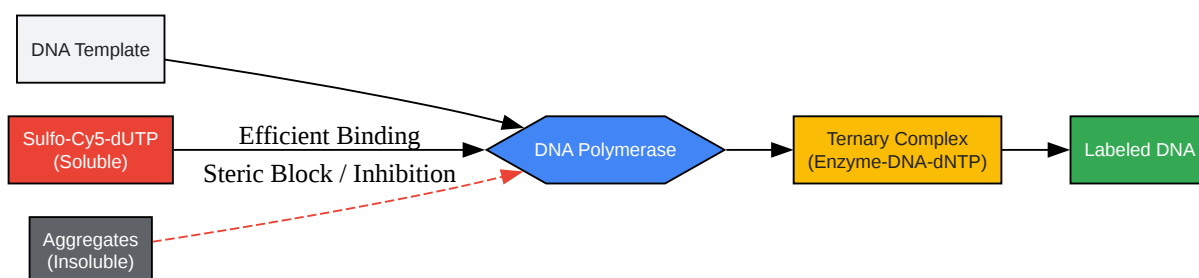 DNA Template
Sulfo-Cy5-dUTP
(Soluble)
Efficient Binding
Steric Block / Inhibition
Aggregates
(Insoluble)
DNA Polymerase
Ternary Complex
(Enzyme-DNA-dNTP)
Labeled DNA